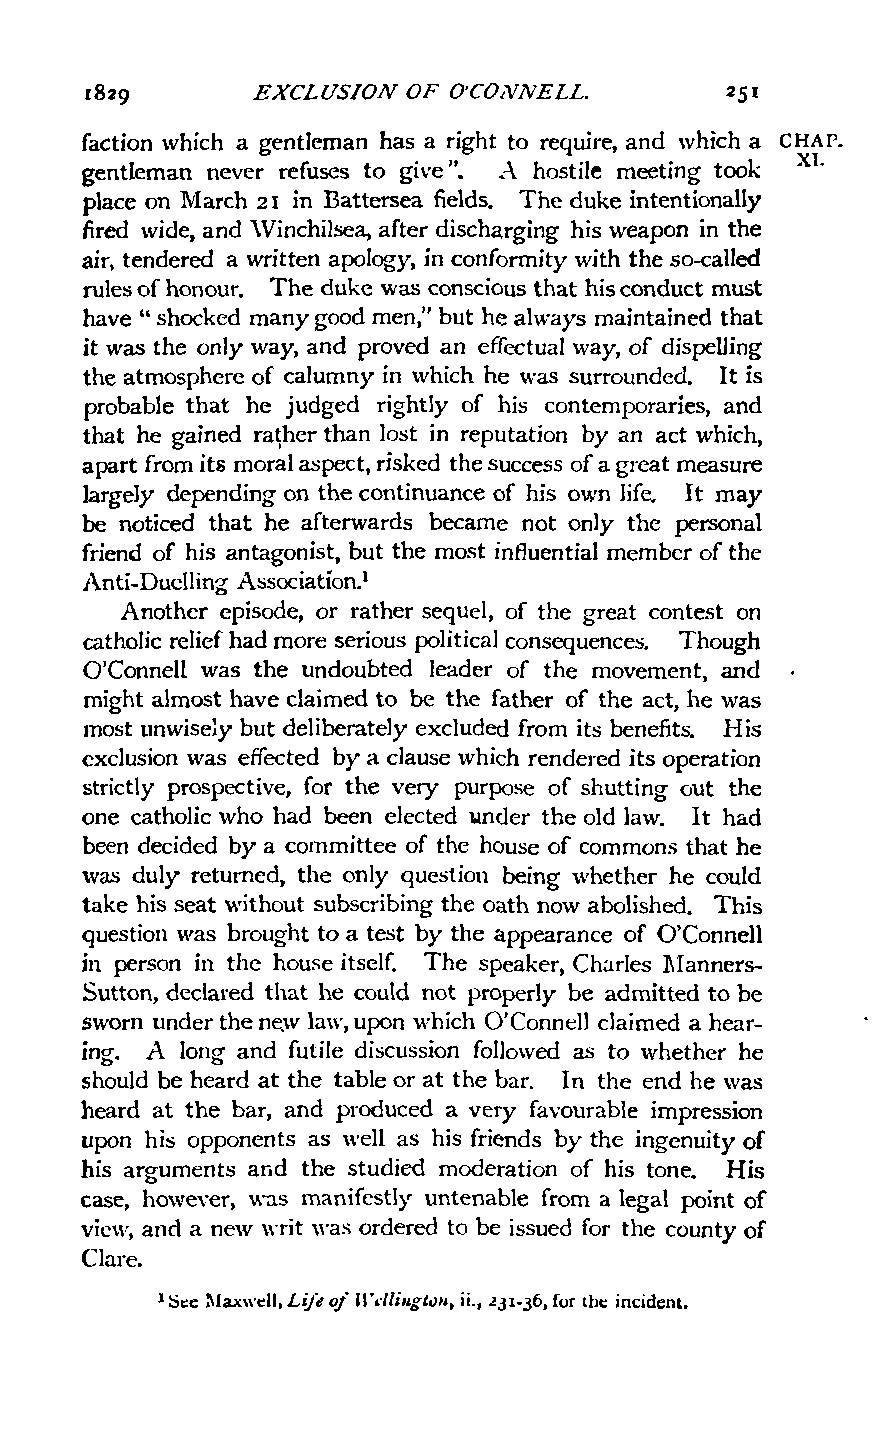 1829 EXCLUSION OF O'CONNELL. 251
faction which a gentleman has a right to require, and which a CHAP.
XI.
gentleman never refuses to give". A hostile meeting took
place on March 21 in Battersea fields. The duke intentionally
fired wide, and Winchilsea, after discharging his weapon in the
air, tendered a written apology, in conformity with the so-called
rules of honour. The duke was conscious that his conduct must
have "shocked many good men," but he always maintained that
it was the only way, and proved an effectual way, of dispelling
the atmosphere of calumny in which he was surrounded. It is
probable that he judged rightly of his contemporaries, and
that he gained rather than lost in reputation by an act which,
apart from its moral aspect, risked the success of a great measure
largely depending on the continuance of his own life. It may
be noticed that he afterwards became not only the personal
friend of his antagonist, but the most influential member of the
Anti-Duelling Association.¹
Another episode, or rather sequel, of the great contest on
catholic relief had more serious political consequences. Though
O'Connell was the undoubted leader of the movement, and
might almost have claimed to be the father of the act, he was
most unwisely but deliberately excluded from its benefits. His
exclusion was effected by a clause which rendered its operation
strictly prospective, for the very purpose of shutting out the
one catholic who had been elected under the old law. It had
been decided by a committee of the house of commons that he
was duly returned, the only question being whether he could
take his seat without subscribing the oath now abolished. This
question was brought to a test by the appearance of O'Connell
in person in the house itself. The speaker, Charles Manners-
Sutton, declared that he could not properly be admitted to be
sworn under the new law, upon which O'Connell claimed a hear-
ing. A long and futile discussion followed as to whether he
should be heard at the table or at the bar. In the end he was
heard at the bar, and produced a very favourable impression
upon his opponents as well as his friends by the ingenuity of
his arguments and the studied moderation of his tone. His
case, however, was manifestly untenable from a legal point of
view, and a new writ was ordered to be issued for the county of
Clare.
¹ See Maxwell, Life of Wellington, ii., 231-36, for the incident.